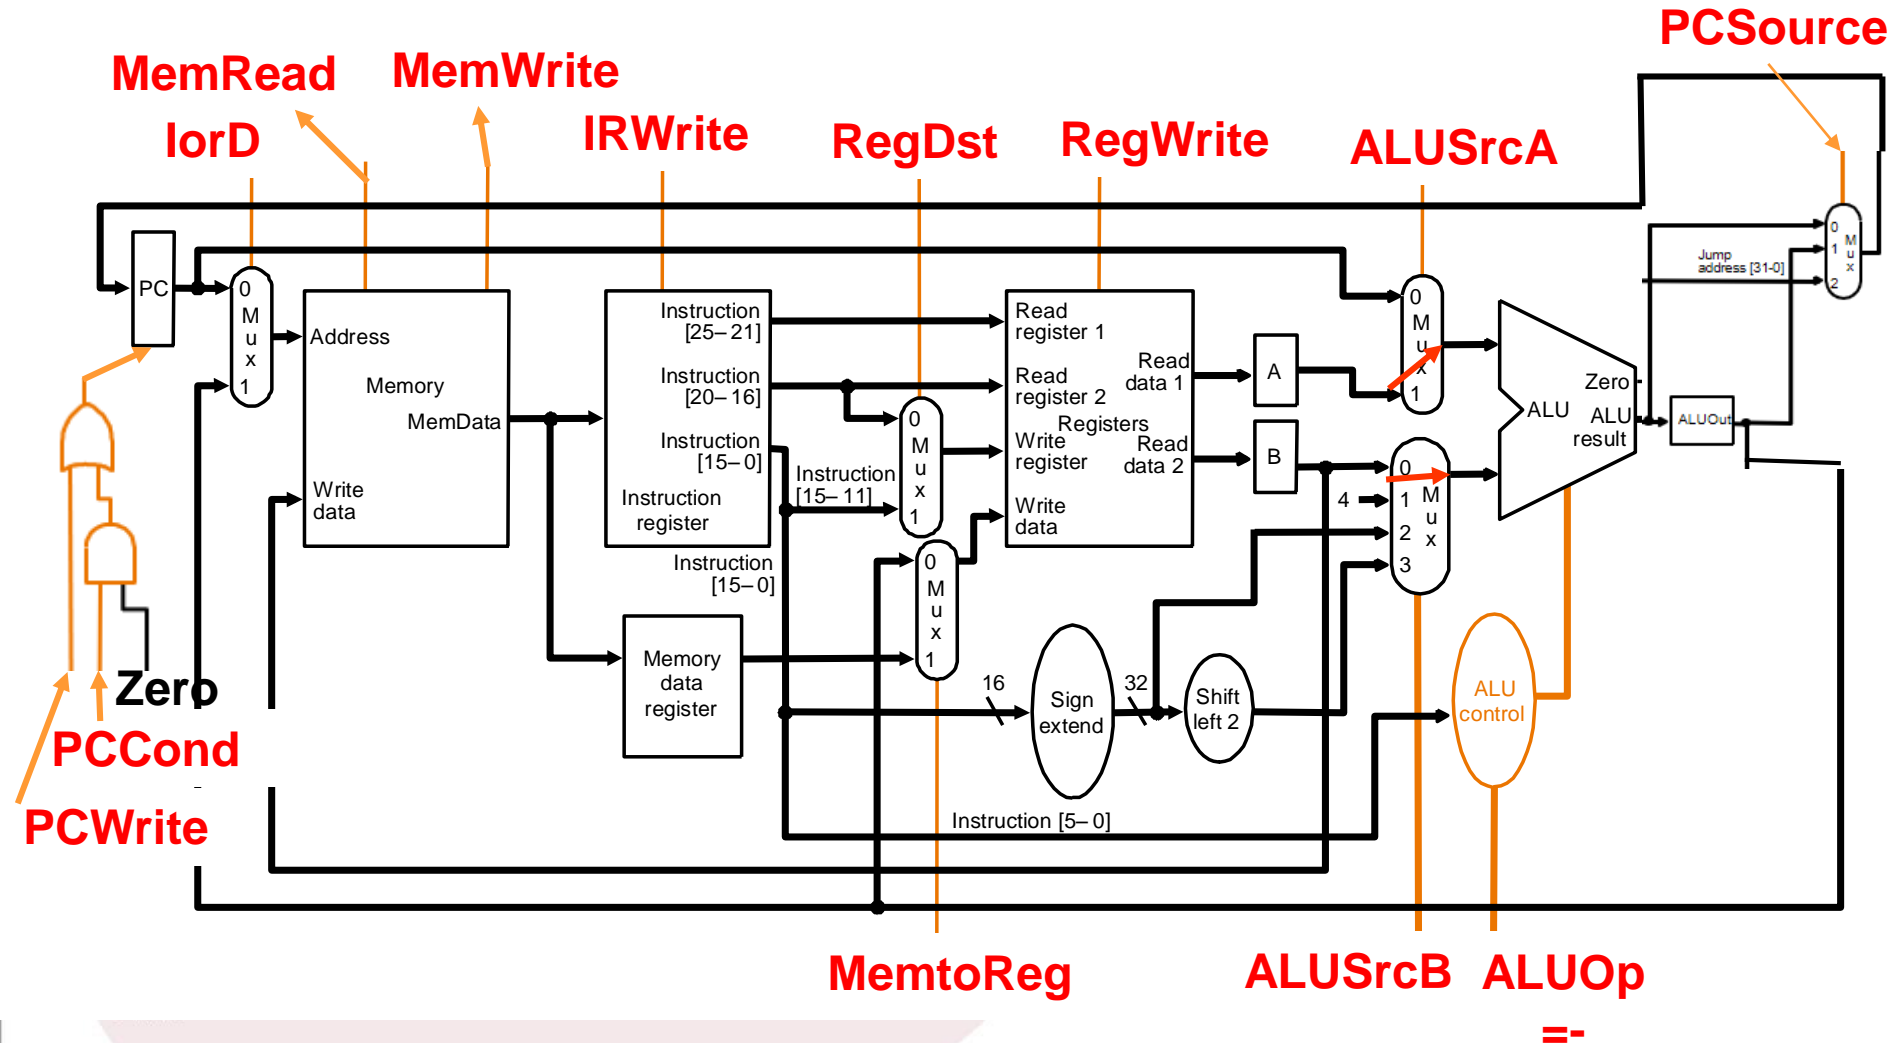 PCSource
MemRead
MemWrite
IorD
IRWrite
RegDst
RegWrite
ALUSrcA
PC
0
M
u
x
1
Address
Memory
MemData
Write
data
Instruction
[25–21]
Instruction
[20–16]
Instruction
[15–0]
Instruction
register
Instruction
[15–0]
Instruction
[15–11]
0
M
u
x
1
0
M
u
x
1
Memory
data
register
Read
register 1
Read
register 2
Registers
Write
register
Write
data
Read
data 1
Read
data 2
A
B
0
M
u
x
1
4
0
1
2
3
M
u
x
Zero
ALU
ALU
result
ALUOut
Jump
address [31-0]
0
1
2
M
u
x
16
Sign
extend
32
Shift
left 2
ALU
control
Instruction [5–0]
Zero
PCCond
PCWrite
MemtoReg
ALUSrcB
ALUOp
=-